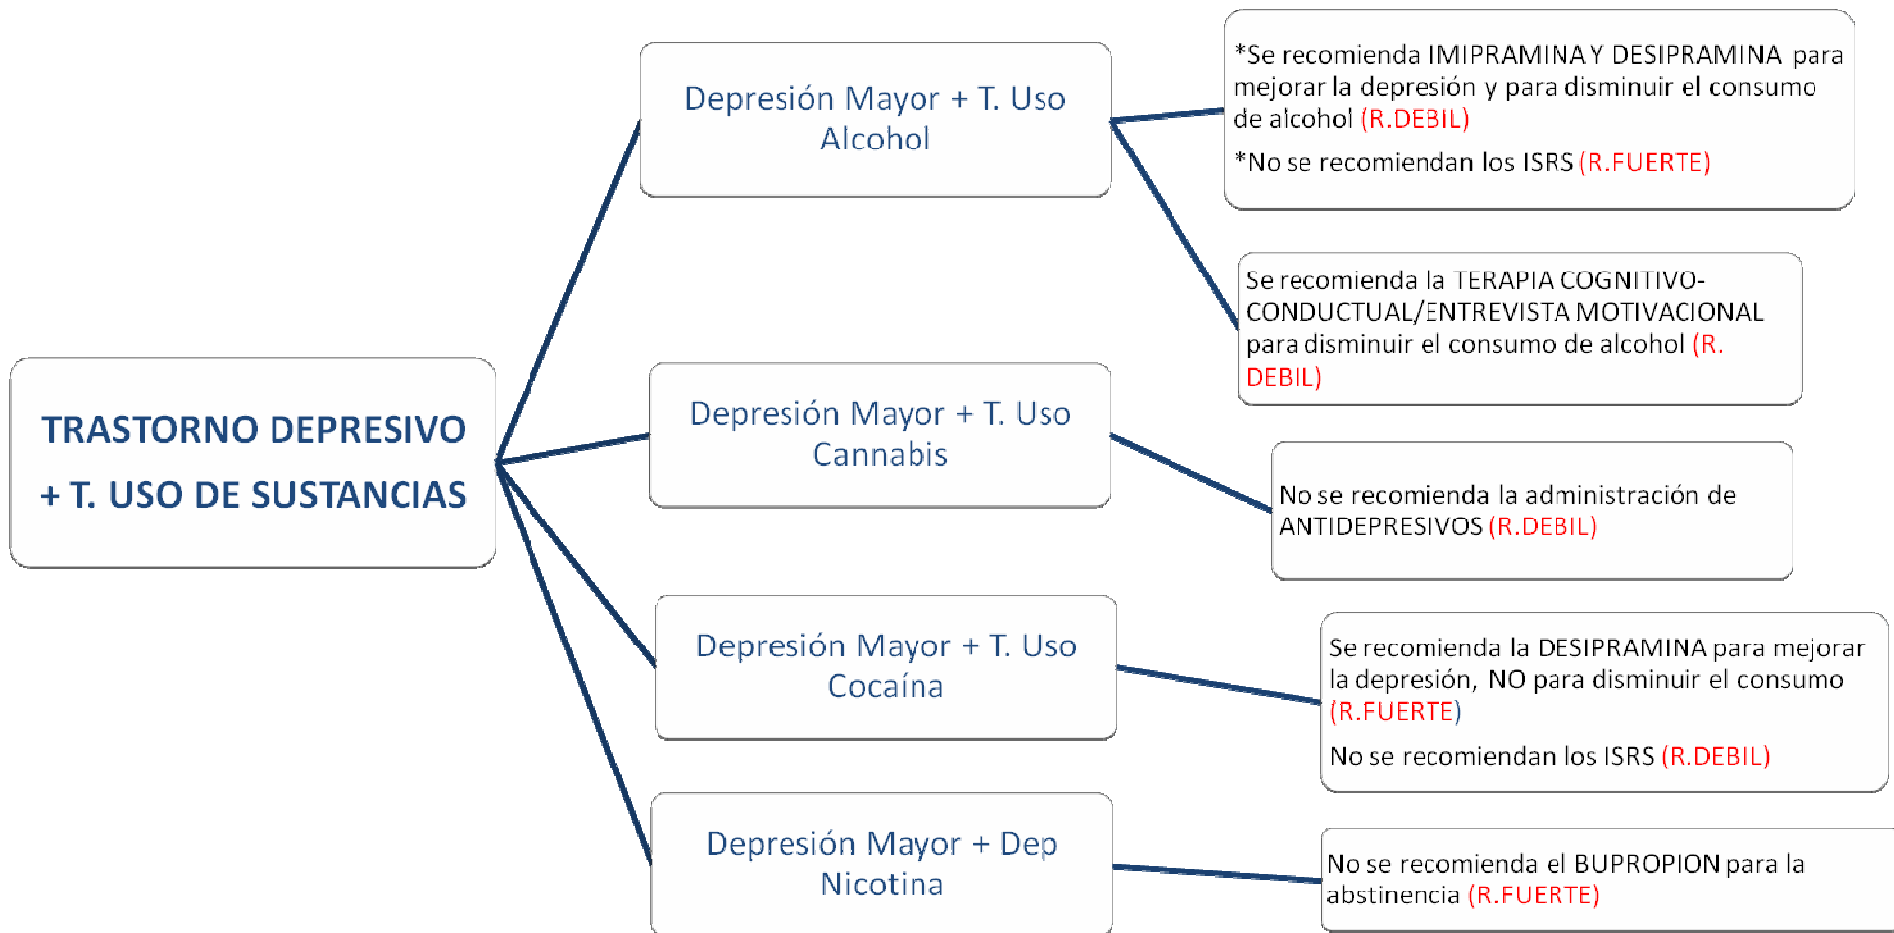 TRASTORNO DEPRESIVO
+ T. USO DE SUSTANCIAS
Depresión Mayor + T. Uso
Alcohol
*Se recomienda IMIPRAMINA Y DESIPRAMINA para
mejorar la depresión y para disminuir el consumo
de alcohol (R.DEBIL)
*No se recomiendan los ISRS (R.FUERTE)
Se recomienda la TERAPIA COGNITIVO-
CONDUCTUAL/ENTREVISTA MOTIVACIONAL
para disminuir el consumo de alcohol (R.
DEBIL)
Depresión Mayor + T. Uso
Cannabis
No se recomienda la administración de
ANTIDEPRESIVOS (R.DEBIL)
Depresión Mayor + T. Uso
Cocaína
Se recomienda la DESIPRAMINA para mejorar
la depresión, NO para disminuir el consumo
(R.FUERTE)
No se recomiendan los ISRS (R.DEBIL)
Depresión Mayor + Dep
Nicotina
No se recomienda el BUPROPION para la
abstinencia (R.FUERTE)